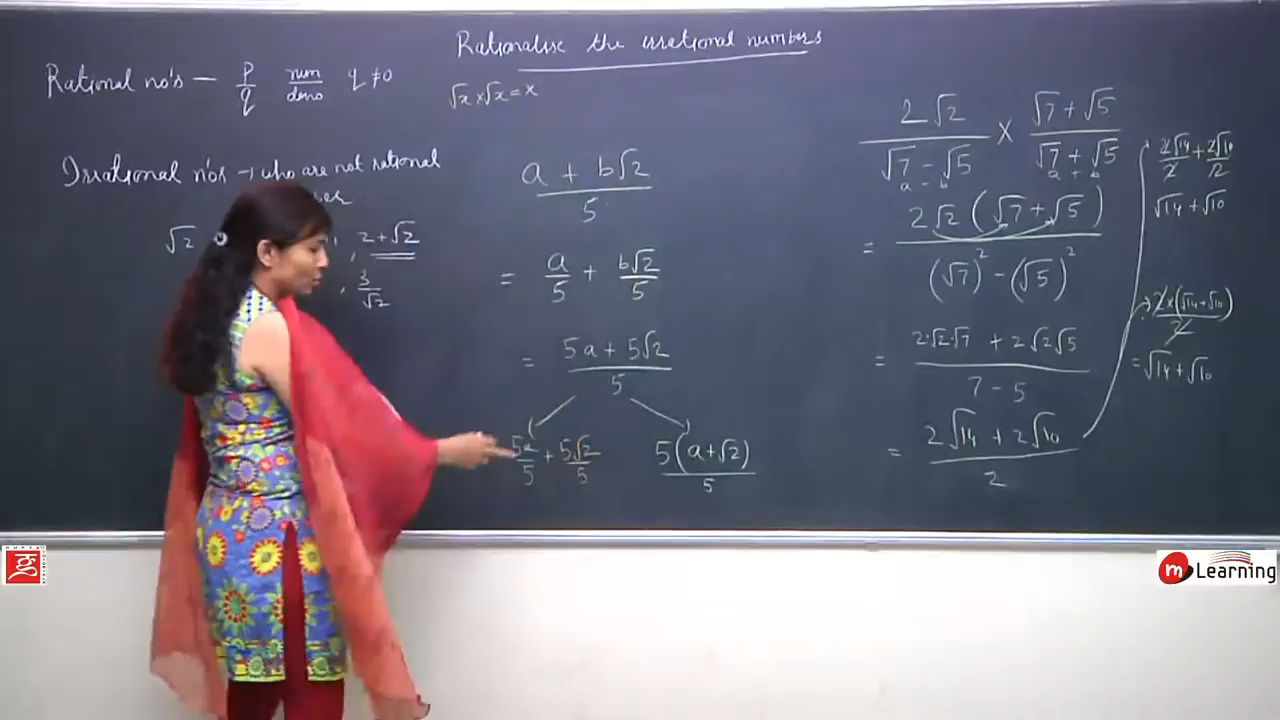 Rationalise the irrational numbers
Rational no's — p/q num/deno q ≠ 0
√x × √x = x
Irrational no's → who are not rational
√2 , 2+√2
, 3/√2
(a + b√2)/5
= a/5 + b√2/5
= (5a + 5√2)/5
5a/5 + 5√2/5
5(a+√2)/5
2√2/(√7 − √5) × (√7 + √5)/(√7 + √5)
a − b a + b
= 2√2(√7+√5)/((√7)² − (√5)²)
= (2·√2·√7 + 2√2√5)/(7 − 5)
= (2√14 + 2√10)/2
2√14/2 + 2√10/2
√14 + √10
2×(√14+√10)/2
= √14 + √10
GUPTA
m Learning